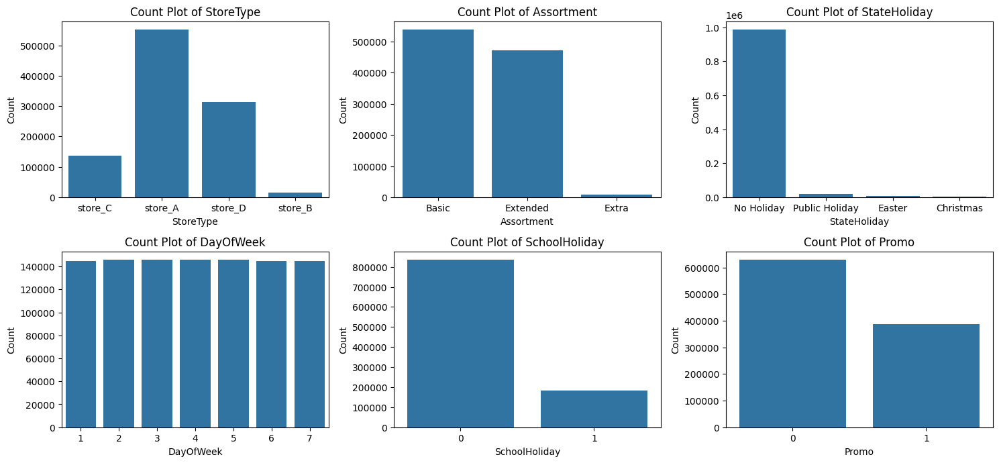 Count Plot of StoreType
Count
500000
400000
300000
200000
100000
0
store_C store_A store_D store_B
StoreType
Count Plot of Assortment
Count
500000
400000
300000
200000
100000
0
Basic Extended Extra
Assortment
Count Plot of StateHoliday
1e6
Count
1.0
0.8
0.6
0.4
0.2
0.0
No Holiday Public Holiday Easter Christmas
StateHoliday
Count Plot of DayOfWeek
Count
140000
120000
100000
80000
60000
40000
20000
0
1 2 3 4 5 6 7
DayOfWeek
Count Plot of SchoolHoliday
Count
800000
700000
600000
500000
400000
300000
200000
100000
0
0 1
SchoolHoliday
Count Plot of Promo
Count
600000
500000
400000
300000
200000
100000
0
0 1
Promo